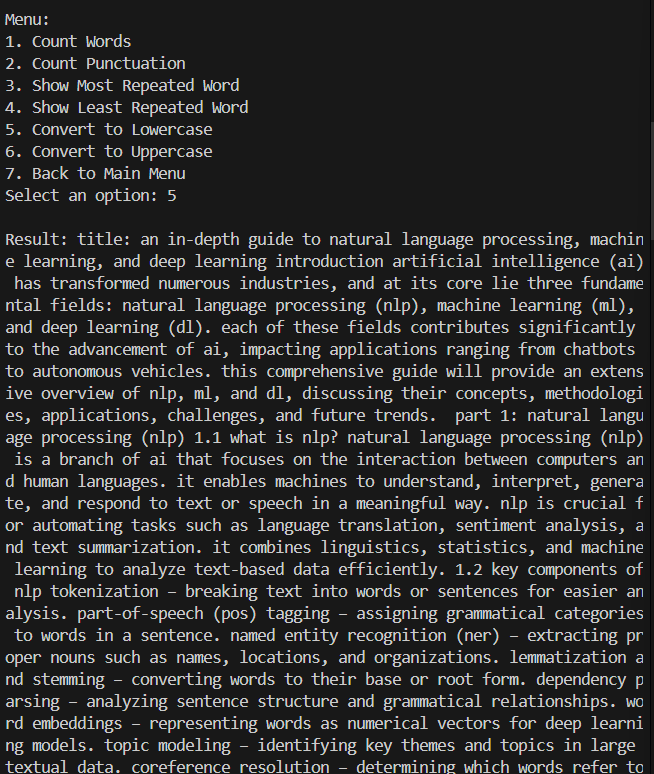 Menu:
1. Count Words
2. Count Punctuation
3. Show Most Repeated Word
4. Show Least Repeated Word
5. Convert to Lowercase
6. Convert to Uppercase
7. Back to Main Menu
Select an option: 5
Result: title: an in-depth guide to natural language processing, machin
e learning, and deep learning introduction artificial intelligence (ai)
 has transformed numerous industries, and at its core lie three fundame
ntal fields: natural language processing (nlp), machine learning (ml),
and deep learning (dl). each of these fields contributes significantly
to the advancement of ai, impacting applications ranging from chatbots
to autonomous vehicles. this comprehensive guide will provide an extens
ive overview of nlp, ml, and dl, discussing their concepts, methodologi
es, applications, challenges, and future trends.  part 1: natural langu
age processing (nlp) 1.1 what is nlp? natural language processing (nlp)
 is a branch of ai that focuses on the interaction between computers an
d human languages. it enables machines to understand, interpret, genera
te, and respond to text or speech in a meaningful way. nlp is crucial f
or automating tasks such as language translation, sentiment analysis, a
nd text summarization. it combines linguistics, statistics, and machine
 learning to analyze text-based data efficiently. 1.2 key components of
 nlp tokenization – breaking text into words or sentences for easier an
alysis. part-of-speech (pos) tagging – assigning grammatical categories
 to words in a sentence. named entity recognition (ner) – extracting pr
oper nouns such as names, locations, and organizations. lemmatization a
nd stemming – converting words to their base or root form. dependency p
arsing – analyzing sentence structure and grammatical relationships. wo
rd embeddings – representing words as numerical vectors for deep learni
ng models. topic modeling – identifying key themes and topics in large
textual data. coreference resolution – determining which words refer to